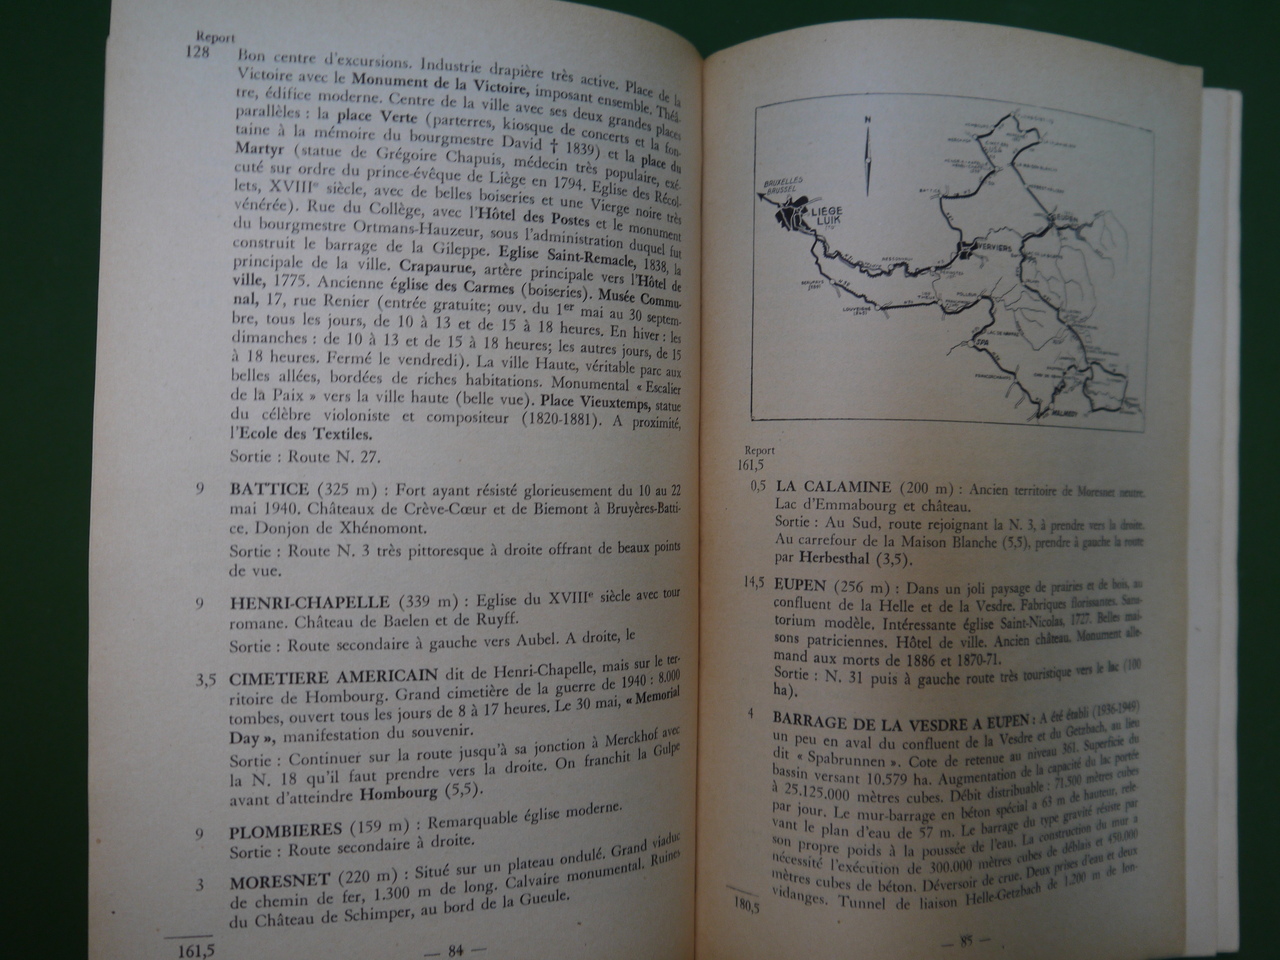 Report
128 Bon centre d'excursions. Industrie drapière très active. Place de la
Victoire avec le Monument de la Victoire, imposant ensemble. Théâ-
tre, édifice moderne. Centre de la ville avec ses deux grandes places
parallèles : la place Verte (parterres, kiosque de concerts et la fon-
taine à la mémoire du bourgmestre David † 1839) et la place du
Martyr (statue de Grégoire Chapuis, médecin très populaire, exé-
cuté sur ordre du prince-évêque de Liège en 1794. Eglise des Récol-
lets, XVIIIe siècle, avec de belles boiseries et une Vierge noire très
vénérée). Rue du Collège, avec l'Hôtel des Postes et le monument
du bourgmestre Ortmans-Hauzeur, sous l'administration duquel fut
construit le barrage de la Gileppe. Eglise Saint-Remacle, 1838, la
principale de la ville. Crapaurue, artère principale vers l'Hôtel de
ville, 1775. Ancienne église des Carmes (boiseries). Musée Commu-
nal, 17, rue Renier (entrée gratuite; ouv. du 1er mai au 30 septem-
bre, tous les jours, de 10 à 13 et de 15 à 18 heures. En hiver : les
dimanches : de 10 à 13 et de 15 à 18 heures; les autres jours, de 15
à 18 heures. Fermé le vendredi). La ville Haute, véritable parc aux
belles allées, bordées de riches habitations. Monumental « Escalier
de la Paix » vers la ville haute (belle vue). Place Vieuxtemps, statue
du célèbre violoniste et compositeur (1820-1881). A proximité,
l'Ecole des Textiles.
Sortie : Route N. 27.
9 BATTICE (325 m) : Fort ayant résisté glorieusement du 10 au 22
mai 1940. Châteaux de Crève-Cœur et de Biemont à Bruyères-Batti-
ce. Donjon de Xhénomont.
Sortie : Route N. 3 très pittoresque à droite offrant de beaux points
de vue.
9 HENRI-CHAPELLE (339 m) : Eglise du XVIIIe siècle avec tour
romane. Château de Baelen et de Ruyff.
Sortie : Route secondaire à gauche vers Aubel. A droite, le
3,5 CIMETIERE AMERICAIN dit de Henri-Chapelle, mais sur le ter-
ritoire de Hombourg. Grand cimetière de la guerre de 1940 : 8.000
tombes, ouvert tous les jours de 8 à 17 heures. Le 30 mai, « Memorial
Day », manifestation du souvenir.
Sortie : Continuer sur la route jusqu'à sa jonction à Merckhof avec
la N. 18 qu'il faut prendre vers la droite. On franchit la Gulpe
avant d'atteindre Hombourg (5,5).
9 PLOMBIERES (159 m) : Remarquable église moderne.
Sortie : Route secondaire à droite.
3 MORESNET (220 m) : Situé sur un plateau ondulé. Grand viaduc
de chemin de fer, 1.300 m de long. Calvaire monumental. Ruines
du Château de Schimper, au bord de la Gueule.
161,5
— 84 —
N
BRUXELLES
BRUSSEL
LIÈGE
LUIK
VERVIERS
EUPEN
SPA
MALMEDY
Report
161,5
0,5 LA CALAMINE (200 m) : Ancien territoire de Moresnet neutre.
Lac d'Emmabourg et château.
Sortie : Au Sud, route rejoignant la N. 3, à prendre vers la droite.
Au carrefour de la Maison Blanche (5,5), prendre à gauche la route
par Herbesthal (3,5).
14,5 EUPEN (256 m) : Dans un joli paysage de prairies et de bois, au
confluent de la Helle et de la Vesdre. Fabriques florissantes. Sana-
torium modèle. Intéressante église Saint-Nicolas, 1727. Belles mai-
sons patriciennes. Hôtel de ville. Ancien château. Monument alle-
mand aux morts de 1886 et 1870-71.
Sortie : N. 31 puis à gauche route très touristique vers le lac (100
ha).
4 BARRAGE DE LA VESDRE A EUPEN : A été établi (1936-1949)
un peu en aval du confluent de la Vesdre et du Getzbach, au lieu
dit « Spabrunnen ». Cote de retenue au niveau 361. Superficie du
bassin versant 10.579 ha. Augmentation de la capacité du lac portée
à 25.125.000 mètres cubes. Débit distribuable : 71.500 mètres cubes
par jour. Le mur-barrage en béton spécial a 63 m de hauteur, rele-
vant le plan d'eau de 57 m. Le barrage du type gravité résiste par
son propre poids à la poussée de l'eau. La construction du mur a
nécessité l'exécution de 300.000 mètres cubes de déblais et 450.000
mètres cubes de béton. Déversoir de crue. Deux prises d'eau et deux
vidanges. Tunnel de liaison Helle-Getzbach de 1.200 m de lon-
180,5
— 85 —